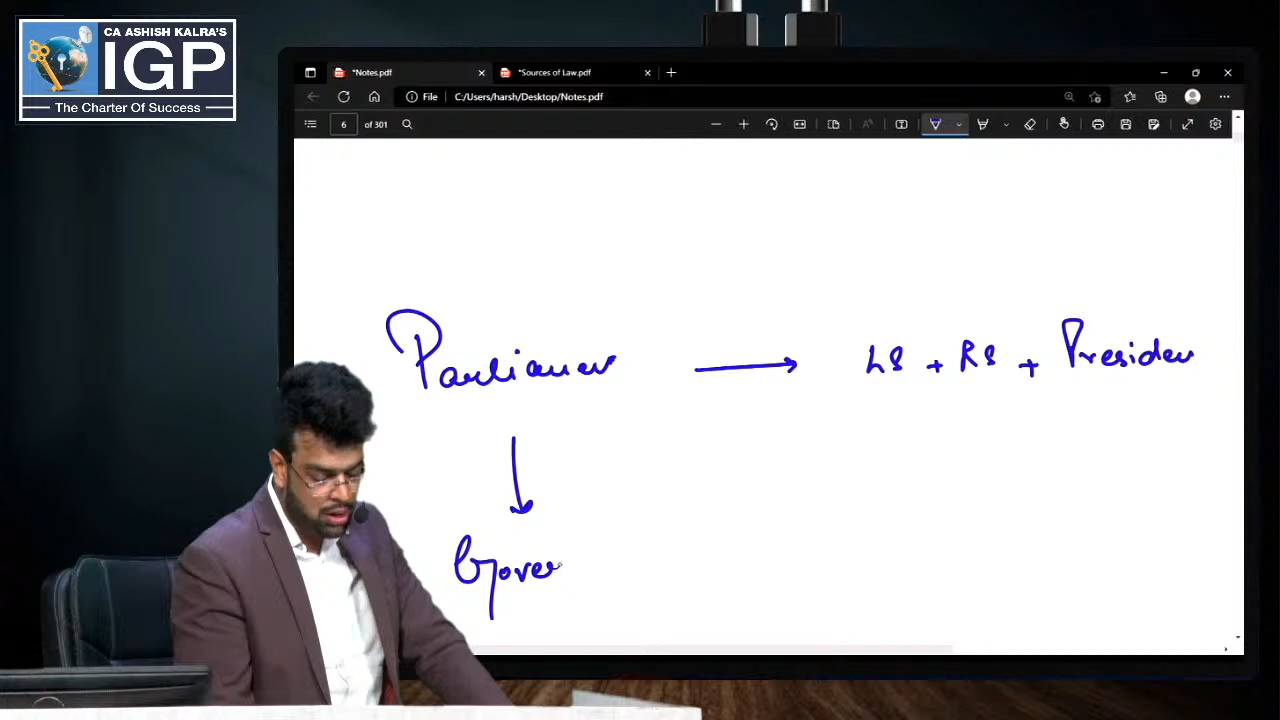 CA ASHISH KALRA'S
IGP
The Charter Of Success
*Notes.pdf
*Sources of Law.pdf
File C:/Users/harsh/Desktop/Notes.pdf
6 of 301
Parliamen → LS + RS + Presiden
↓
Gover